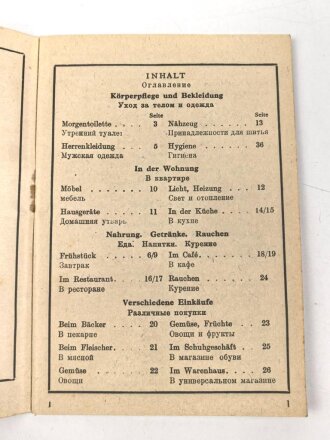 INHALT
Оглавление
Körperpflege und Bekleidung
Уход за телом и одежда
Seite Seite
Morgentoilette . . . . 3 Nähzeug . . . . . . 13
Утренний туалет Принадлежности для шитья
Herrenkleidung . . . . 5 Hygiene . . . . . . 36
Мужская одежда Гигиена
In der Wohnung
В квартире
Möbel . . . . . . . 10 Licht, Heizung . . . . 12
мебель Свет и отопление
Hausgeräte . . . . . 11 In der Küche . . . . 14/15
Домашняя утварь В кухне
Nahrung. Getränke. Rauchen
Еда. Напитки. Курение
Frühstück . . . . . 6/9 Im Café. . . . . . 18/19
Завтрак В кафе
Im Restaurant . . . . 16/17 Rauchen . . . . . . 24
В ресторане Курение
Verschiedene Einkäufe
Различные покупки
Beim Bäcker . . . . 20 Gemüse, Früchte . . . 23
В пекарне Овощи и фрукты
Beim Fleischer . . . . 21 Im Schuhgeschäft . . . 25
В мясной В магазине обуви
Gemüse . . . . . . 22 Im Warenhaus. . . . 26
Овощи В универсальном магазине
1